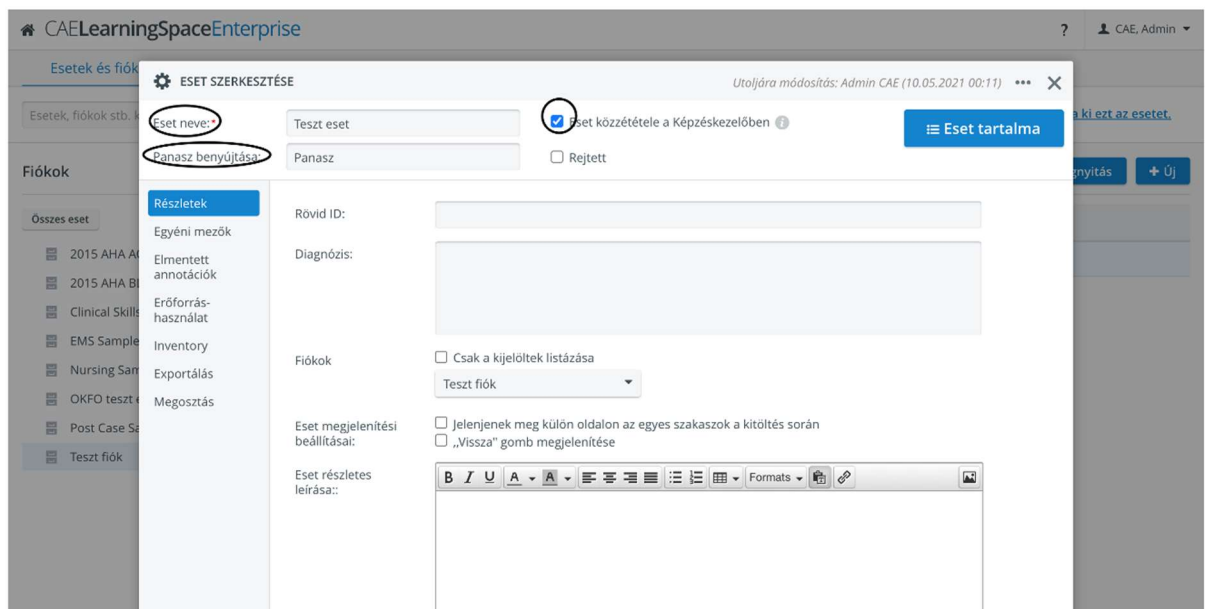 CAELearningSpaceEnterprise
? CAE, Admin
Esetek és fiók
ESET SZERKESZTÉSE
Utoljára módosítás: Admin CAE (10.05.2021 00:11)
Esetek, fiókok stb. k
Eset neve:*
Teszt eset
Eset közzététele a Képzéskezelőben
Eset tartalma
a ki ezt az esetet.
Panasz benyújtása:
Panasz
Rejtett
Fiókok
gnyitás
+ Új
Részletek
Rövid ID:
Összes eset
Egyéni mezők
2015 AHA AC
Elmentett
annotációk
Diagnózis:
2015 AHA BL
Erőforrás-
használat
Clinical Skills
EMS Sample
Inventory
Fiókok
Csak a kijelöltek listázása
Nursing Sam
Exportálás
Teszt fiók
OKFO teszt e
Megosztás
Post Case Sa
Eset megjelenítési
beállításai:
Jelenjenek meg külön oldalon az egyes szakaszok a kitöltés során
„Vissza” gomb megjelenítése
Teszt fiók
Eset részletes
leírása::
B I U A A Formats